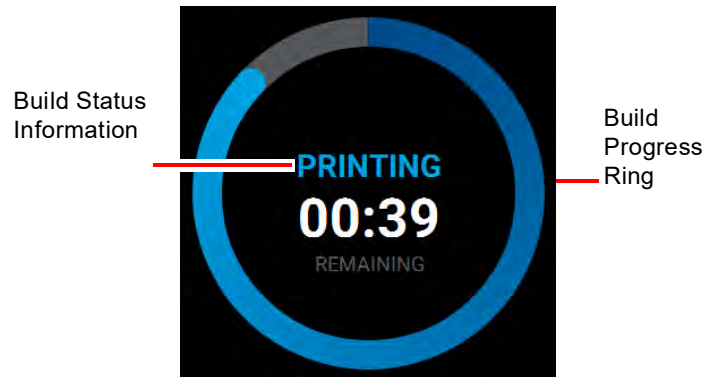 Build Status
Information
PRINTING
00:39
REMAINING
Build
Progress
Ring